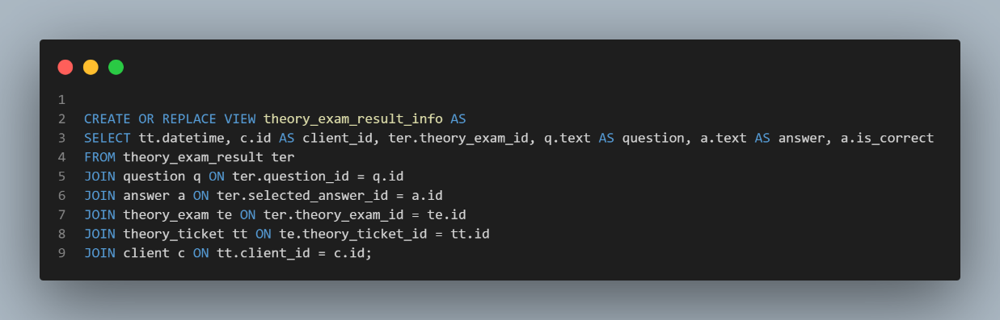 1
2 CREATE OR REPLACE VIEW theory_exam_result_info AS
3 SELECT tt.datetime, c.id AS client_id, ter.theory_exam_id, q.text AS question, a.text AS answer, a.is_correct
4 FROM theory_exam_result ter
5 JOIN question q ON ter.question_id = q.id
6 JOIN answer a ON ter.selected_answer_id = a.id
7 JOIN theory_exam te ON ter.theory_exam_id = te.id
8 JOIN theory_ticket tt ON te.theory_ticket_id = tt.id
9 JOIN client c ON tt.client_id = c.id;